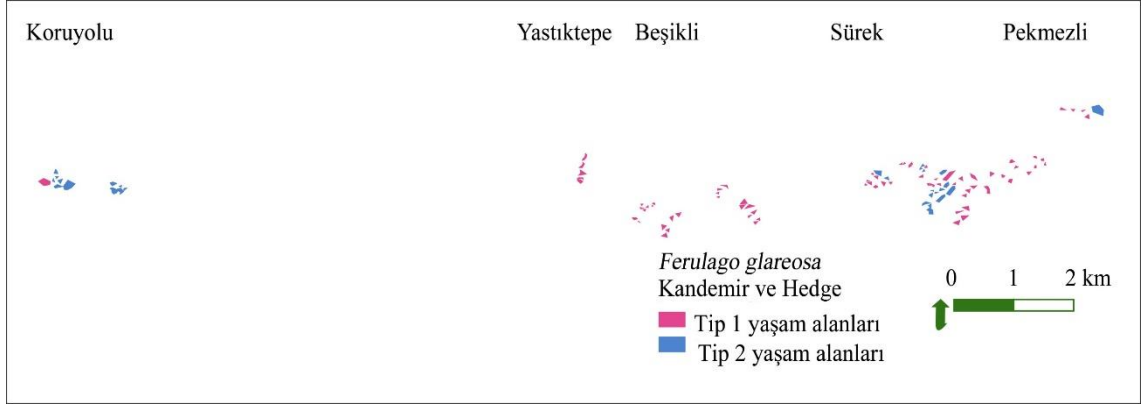 Koruyolu Yastıktepe Beşikli Sürek Pekmezli
Ferulago glareosa
Kandemir ve Hedge
Tip 1 yaşam alanları
Tip 2 yaşam alanları
0 1 2 km